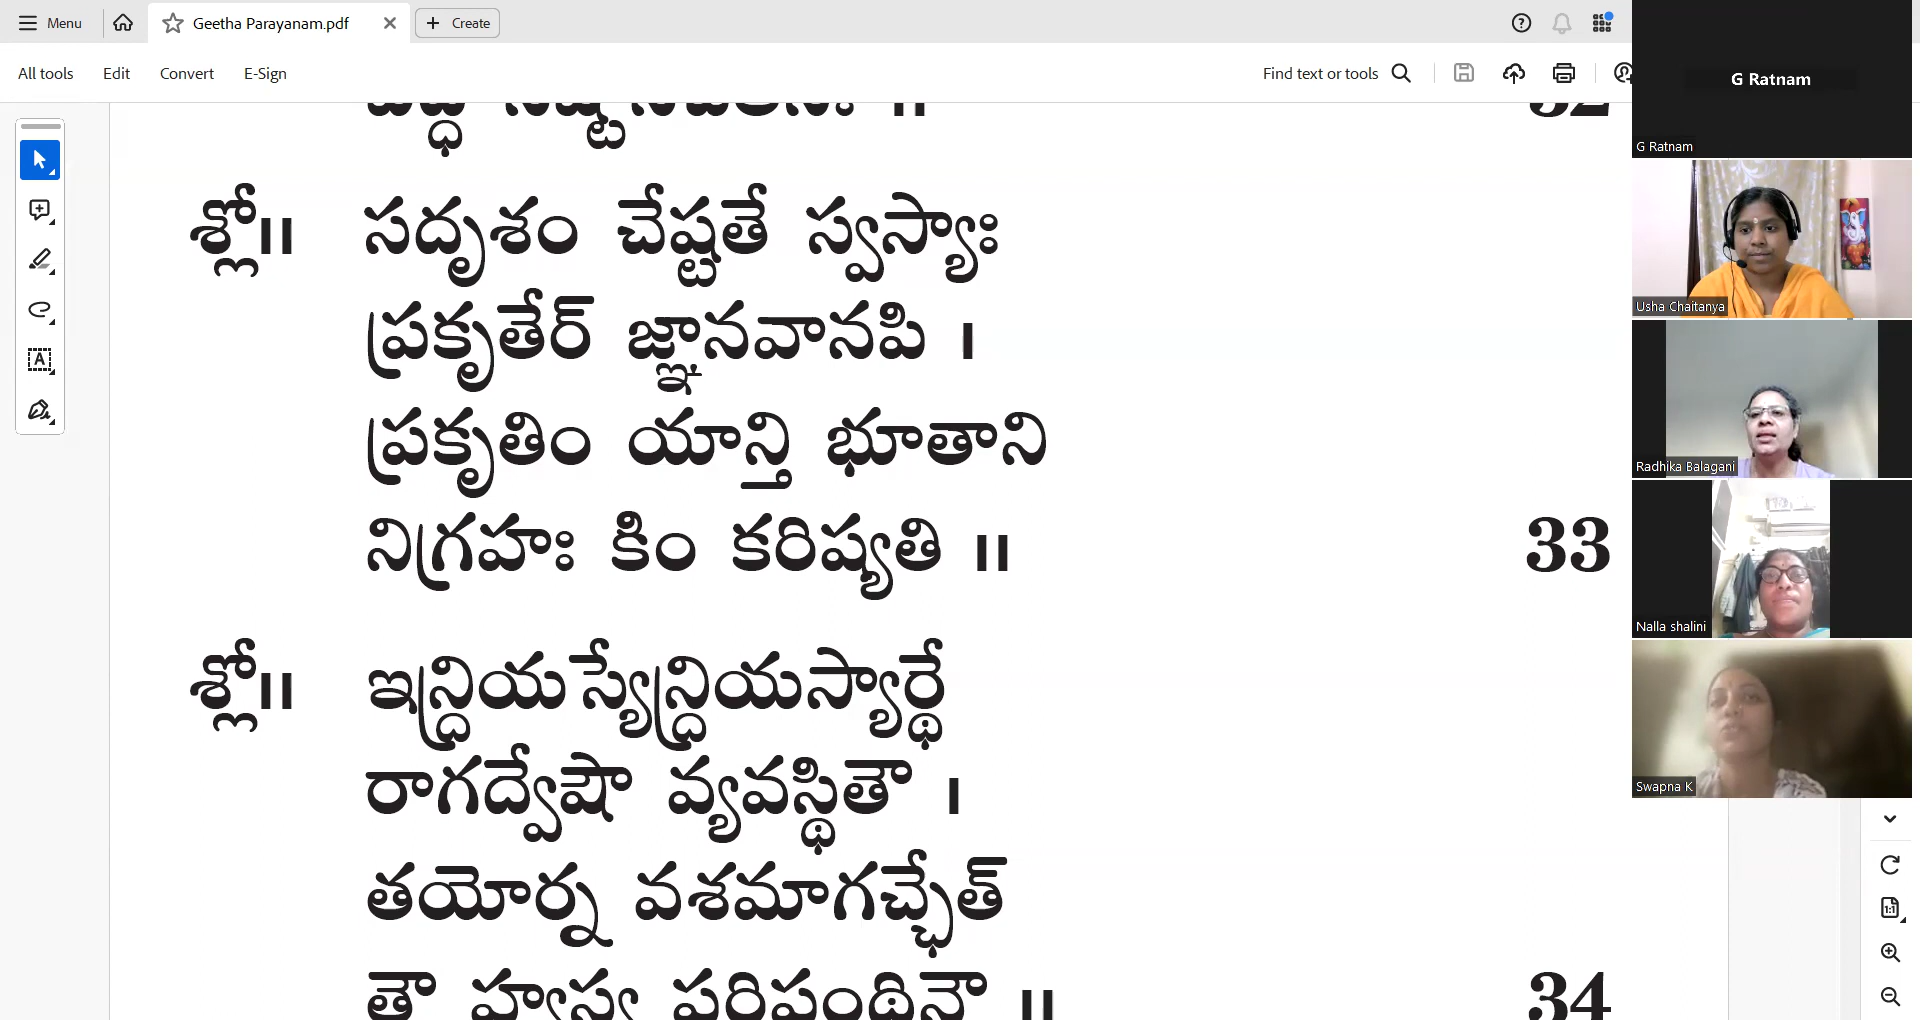 Menu
Geetha Parayanam.pdf
Create
All tools
Edit
Convert
E-Sign
Find text or tools
శ్లో॥ సదృశం చేష్టతే స్వస్యాః
ప్రకృతేర్ జ్ఞానవానపి ।
ప్రకృతిం యాన్తి భూతాని
నిగ్రహః కిం కరిష్యతి ॥ 33
శ్లో॥ ఇన్ద్రియస్యేన్ద్రియస్యార్థే
రాగద్వేషౌ వ్యవస్థితౌ ।
తయోర్న వశమాగచ్ఛేత్
తౌ హ్యస్య పరిపంథినౌ ॥ 34
G Ratnam
G Ratnam
Usha Chaitanya
Radhika Balagani
Nalla shalini
Swapna K